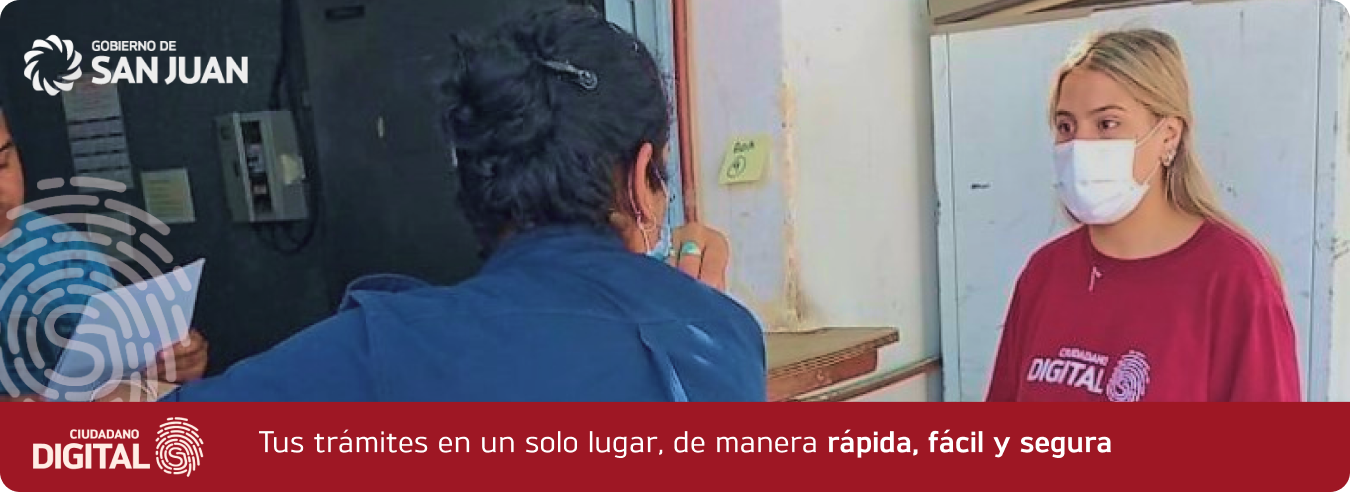 GOBIERNO DE
SAN JUAN
CIUDADANO
DIGITAL
CIUDADANO
DIGITAL
Tus trámites en un solo lugar, de manera rápida, fácil y segura